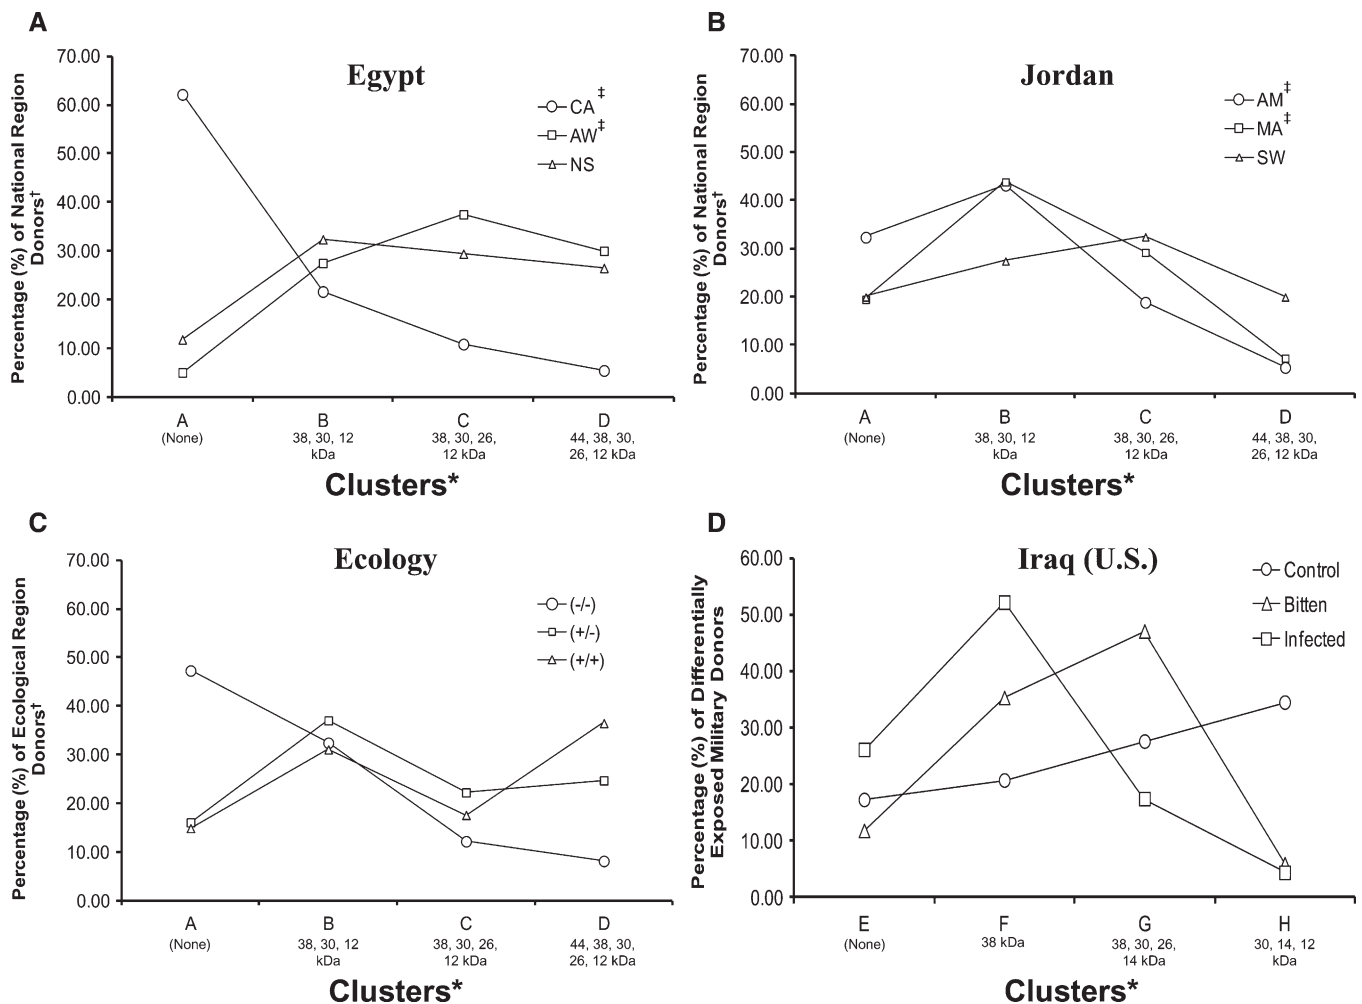 A
Egypt
Percentage (%) of National Region
Donors†
70.00
60.00
50.00
40.00
30.00
20.00
10.00
0.00
CA‡
AW‡
NS
A
(None)
B
38, 30, 12
kDa
C
38, 30, 26,
12 kDa
D
44, 38, 30,
26, 12 kDa
Clusters*
B
Jordan
Percentage (%) of National Region
Donors†
70.00
60.00
50.00
40.00
30.00
20.00
10.00
0.00
AM‡
MA‡
SW
A
(None)
B
38, 30, 12
kDa
C
38, 30, 26,
12 kDa
D
44, 38, 30,
26, 12 kDa
Clusters*
C
Ecology
Percentage (%) of Ecological Region
Donors†
70.00
60.00
50.00
40.00
30.00
20.00
10.00
0.00
(-/-)
(+/-)
(+/+)
A
(None)
B
38, 30, 12
kDa
C
38, 30, 26,
12 kDa
D
44, 38, 30,
26, 12 kDa
Clusters*
D
Iraq (U.S.)
Percentage (%) of Differentially
Exposed Military Donors
60.00
50.00
40.00
30.00
20.00
10.00
0.00
Control
Bitten
Infected
E
(None)
F
38 kDa
G
38, 30, 26,
14 kDa
H
30, 14, 12
kDa
Clusters*